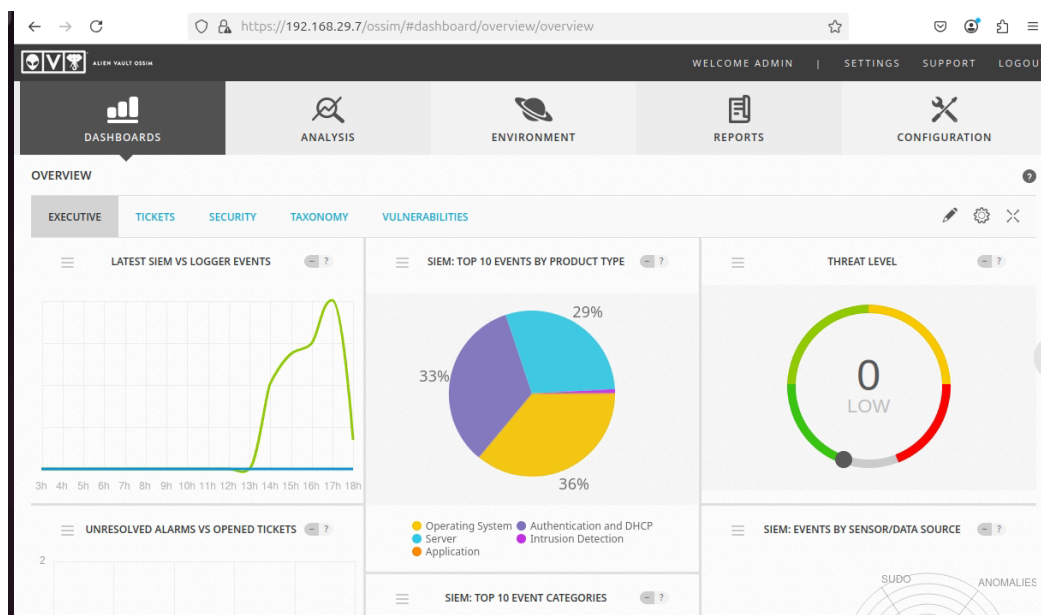 https://192.168.29.7/ossim/#dashboard/overview/overview
ALIEN VAULT OSSIM
WELCOME ADMIN | SETTINGS SUPPORT LOGOU
DASHBOARDS ANALYSIS ENVIRONMENT REPORTS CONFIGURATION
OVERVIEW ?
EXECUTIVE TICKETS SECURITY TAXONOMY VULNERABILITIES
LATEST SIEM VS LOGGER EVENTS − ?
3h 4h 5h 6h 7h 8h 9h 10h 11h 12h 13h 14h 15h 16h 17h 18h
SIEM: TOP 10 EVENTS BY PRODUCT TYPE − ?
29%
33%
36%
Operating System Authentication and DHCP
Server Intrusion Detection
Application
THREAT LEVEL − ?
0
LOW
UNRESOLVED ALARMS VS OPENED TICKETS − ?
2
SIEM: TOP 10 EVENT CATEGORIES − ?
SIEM: EVENTS BY SENSOR/DATA SOURCE − ?
SUDO
ANOMALIES